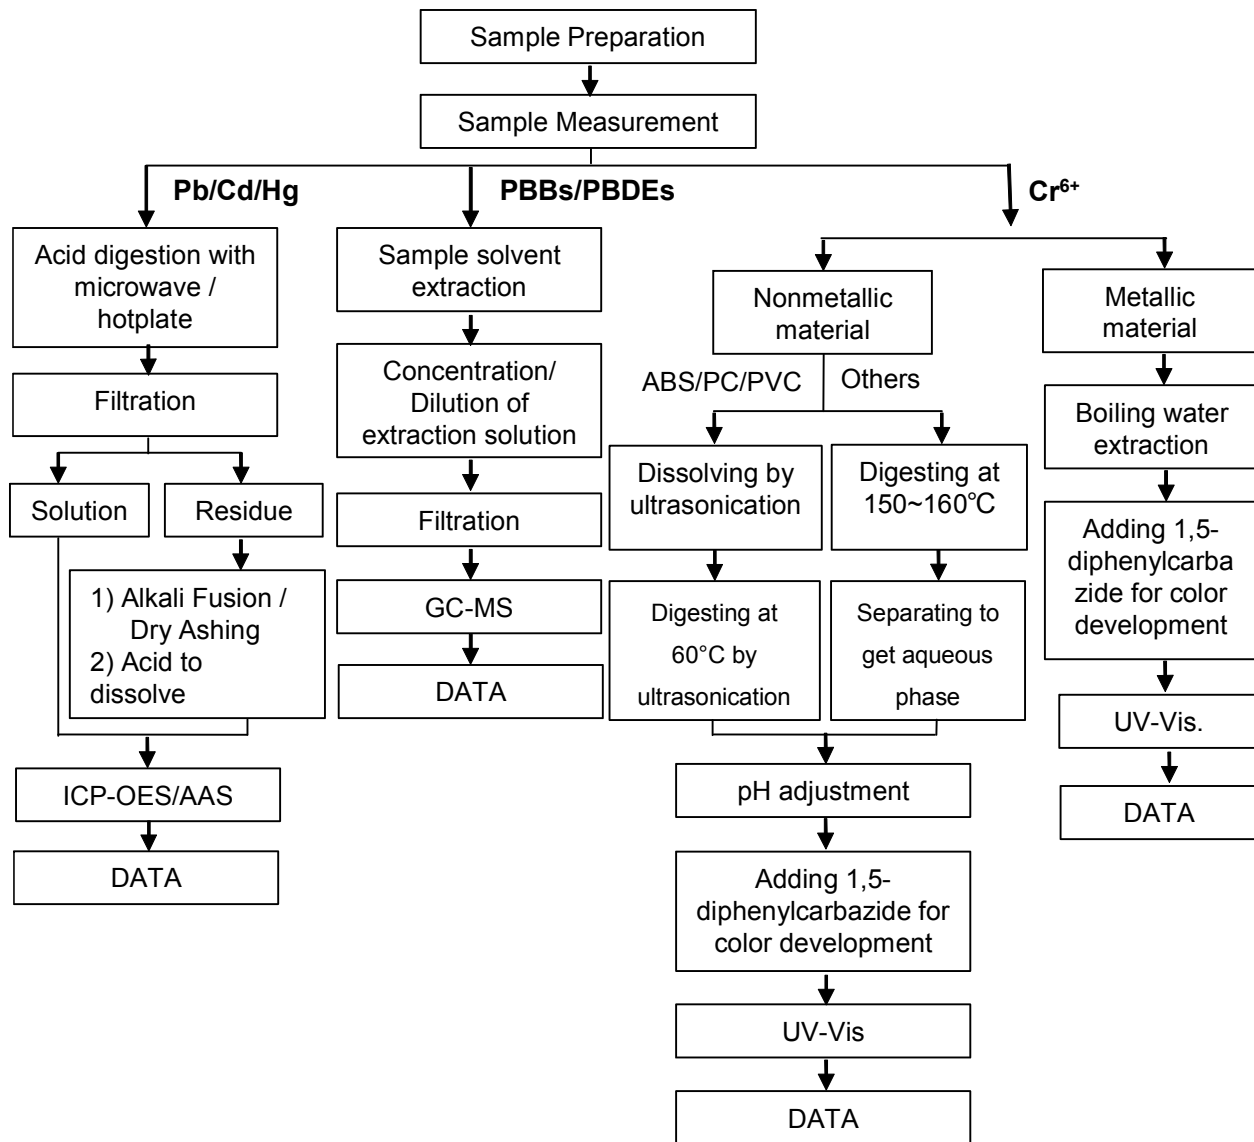 Sample Preparation
Sample Measurement
Pb/Cd/Hg
PBBs/PBDEs
Cr⁶⁺
Acid digestion with
microwave /
hotplate
Filtration
Solution
Residue
1) Alkali Fusion /
Dry Ashing
2) Acid to
dissolve
ICP-OES/AAS
DATA
Sample solvent
extraction
Concentration/
Dilution of
extraction solution
Filtration
GC-MS
DATA
Nonmetallic
material
ABS/PC/PVC
Others
Dissolving by
ultrasonication
Digesting at
60°C by
ultrasonication
Digesting at
150~160℃
Separating to
get aqueous
phase
pH adjustment
Adding 1,5-
diphenylcarbazide for
color development
UV-Vis
DATA
Metallic
material
Boiling water
extraction
Adding 1,5-
diphenylcarba
zide for color
development
UV-Vis.
DATA